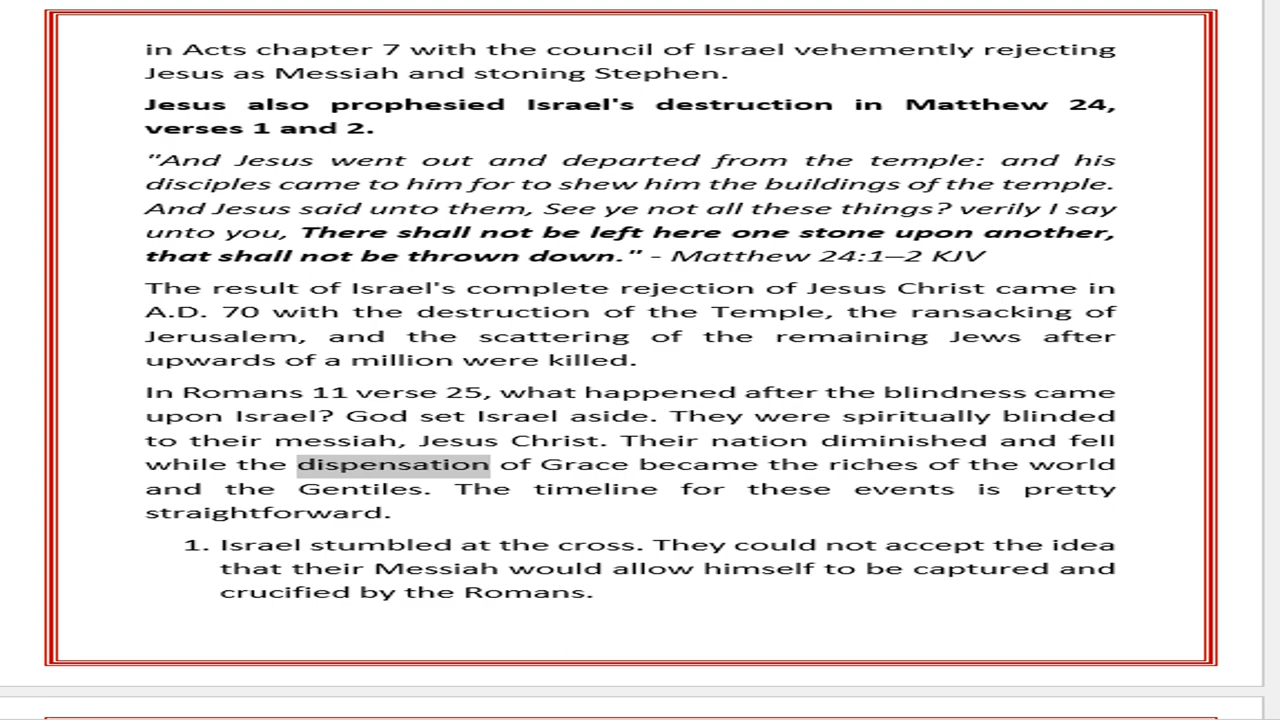 in Acts chapter 7 with the council of Israel vehemently rejecting
Jesus as Messiah and stoning Stephen.
Jesus also prophesied Israel's destruction in Matthew 24,
verses 1 and 2.
"And Jesus went out and departed from the temple: and his
disciples came to him for to shew him the buildings of the temple.
And Jesus said unto them, See ye not all these things? verily I say
unto you, There shall not be left here one stone upon another,
that shall not be thrown down." - Matthew 24:1–2 KJV
The result of Israel's complete rejection of Jesus Christ came in
A.D. 70 with the destruction of the Temple, the ransacking of
Jerusalem, and the scattering of the remaining Jews after
upwards of a million were killed.
In Romans 11 verse 25, what happened after the blindness came
upon Israel? God set Israel aside. They were spiritually blinded
to their messiah, Jesus Christ. Their nation diminished and fell
while the dispensation of Grace became the riches of the world
and the Gentiles. The timeline for these events is pretty
straightforward.
1. Israel stumbled at the cross. They could not accept the idea
that their Messiah would allow himself to be captured and
crucified by the Romans.